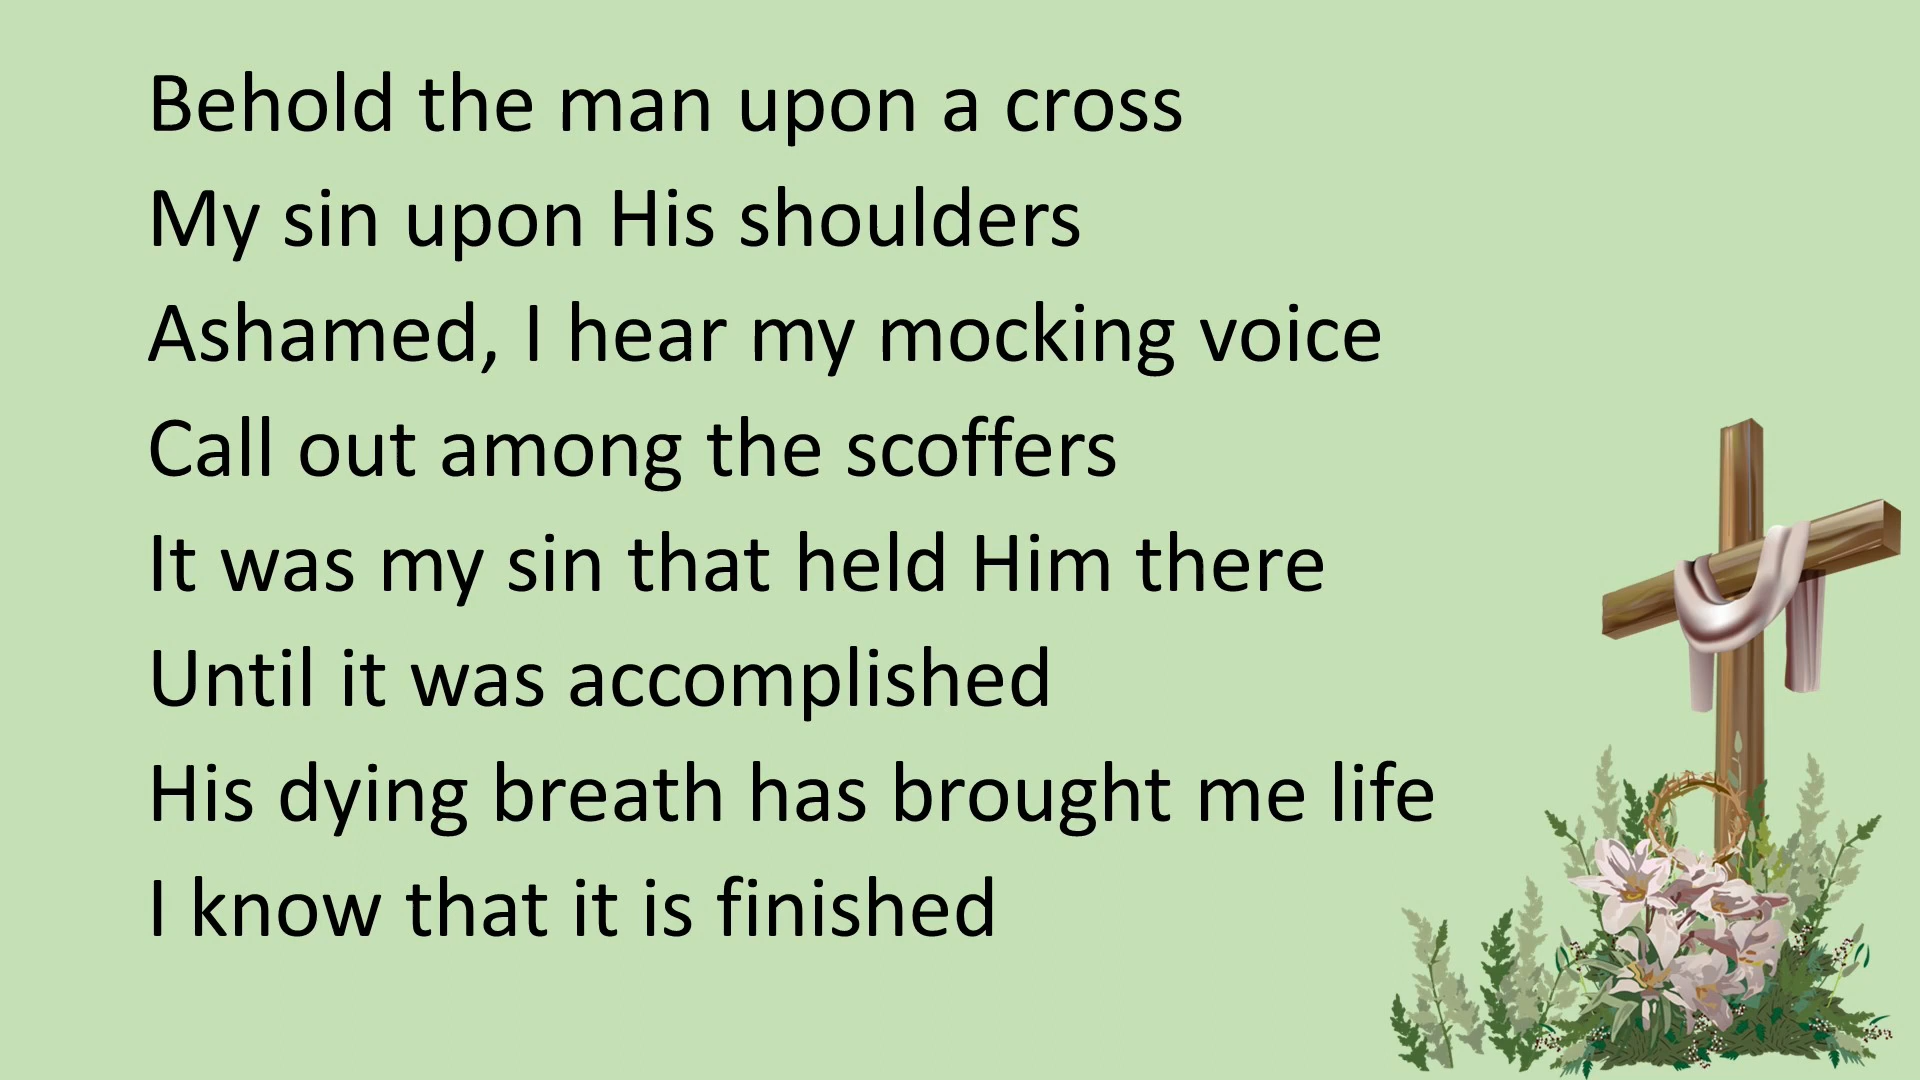 Behold the man upon a cross
My sin upon His shoulders
Ashamed, I hear my mocking voice
Call out among the scoffers
It was my sin that held Him there
Until it was accomplished
His dying breath has brought me life
I know that it is finished